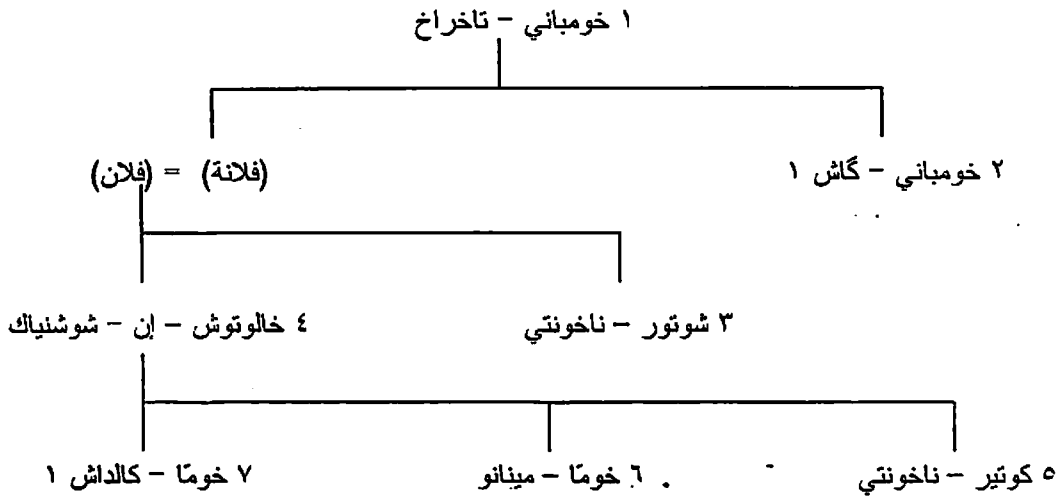 ١ خومباني – تاخراخ
٢ خومباني – گاش ١
(فلانة) = (فلان)
٣ شوتور – ناخونتي
٤ خالوتوش – إن – شوشنياك
٥ كوتير – ناخونتي
٦ خومّا – مينانو
٧ خومّا – كالداش ١